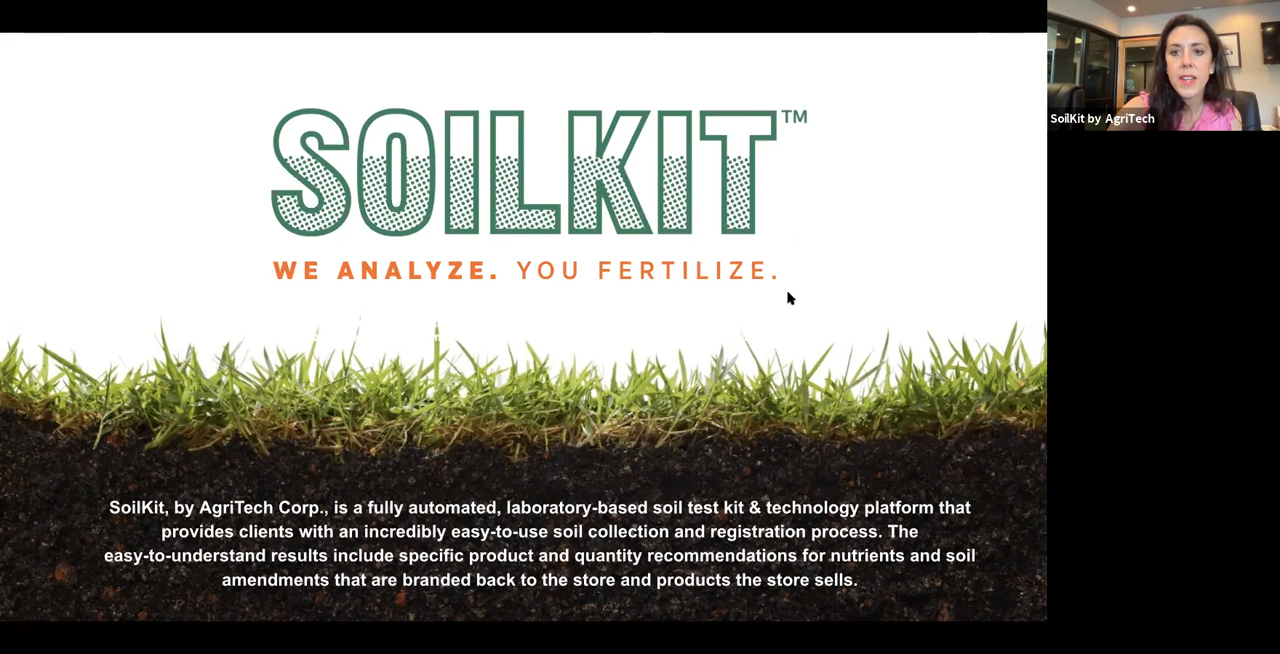 SOILKIT™
WE ANALYZE. YOU FERTILIZE.
SoilKit by AgriTech
SoilKit, by AgriTech Corp., is a fully automated, laboratory-based soil test kit & technology platform that
provides clients with an incredibly easy-to-use soil collection and registration process. The
easy-to-understand results include specific product and quantity recommendations for nutrients and soil
amendments that are branded back to the store and products the store sells.